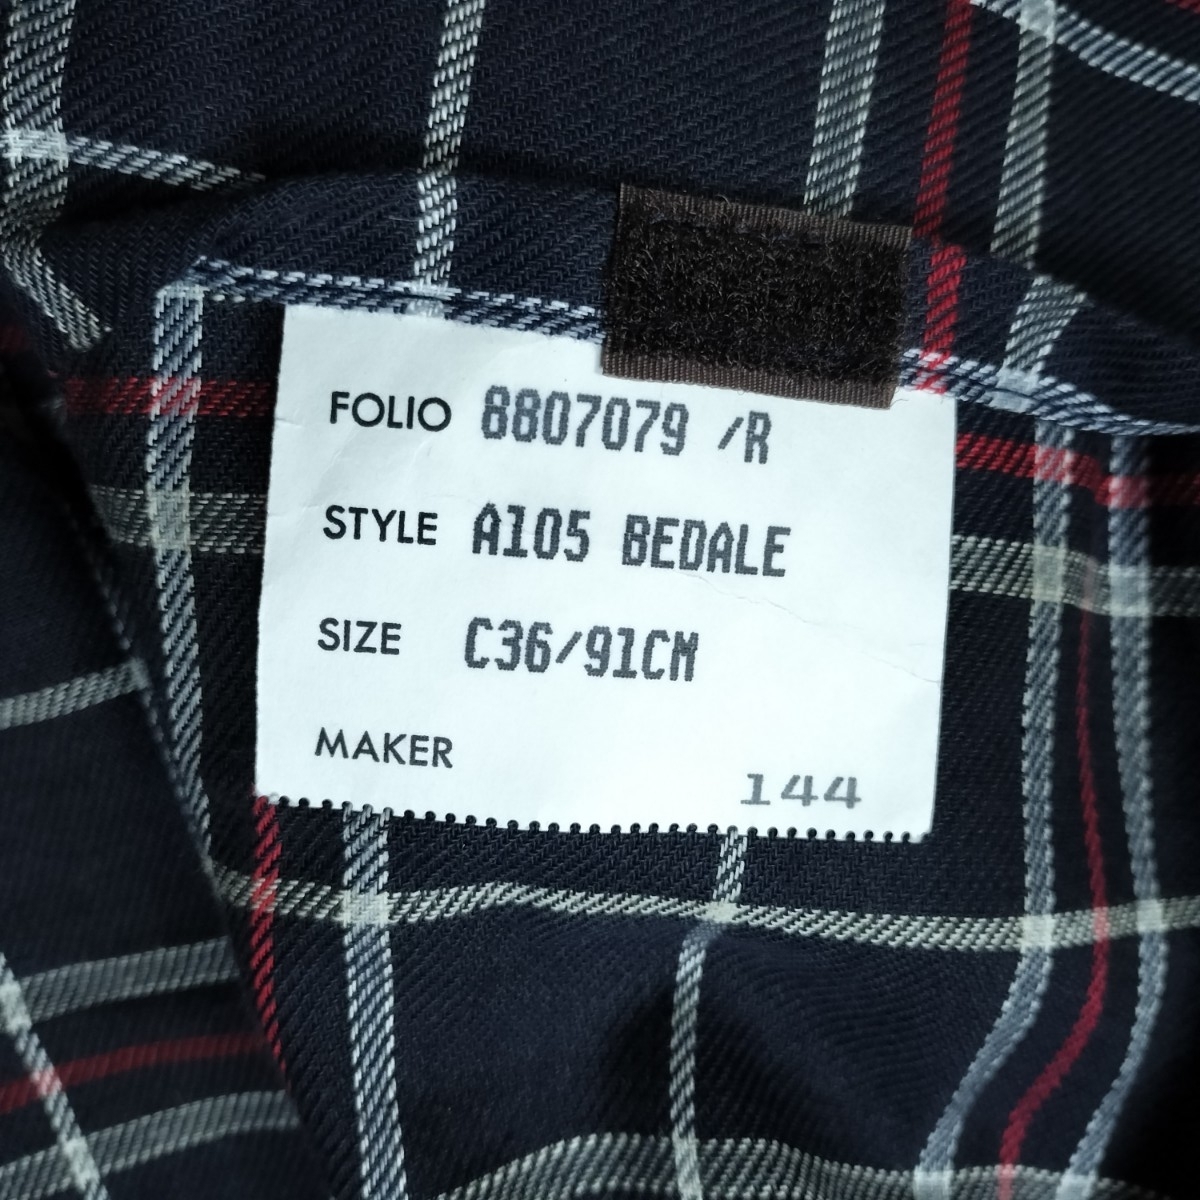 FOLIO 8807079 /R
STYLE A105 BEDALE
SIZE C36/91CM
MAKER
144